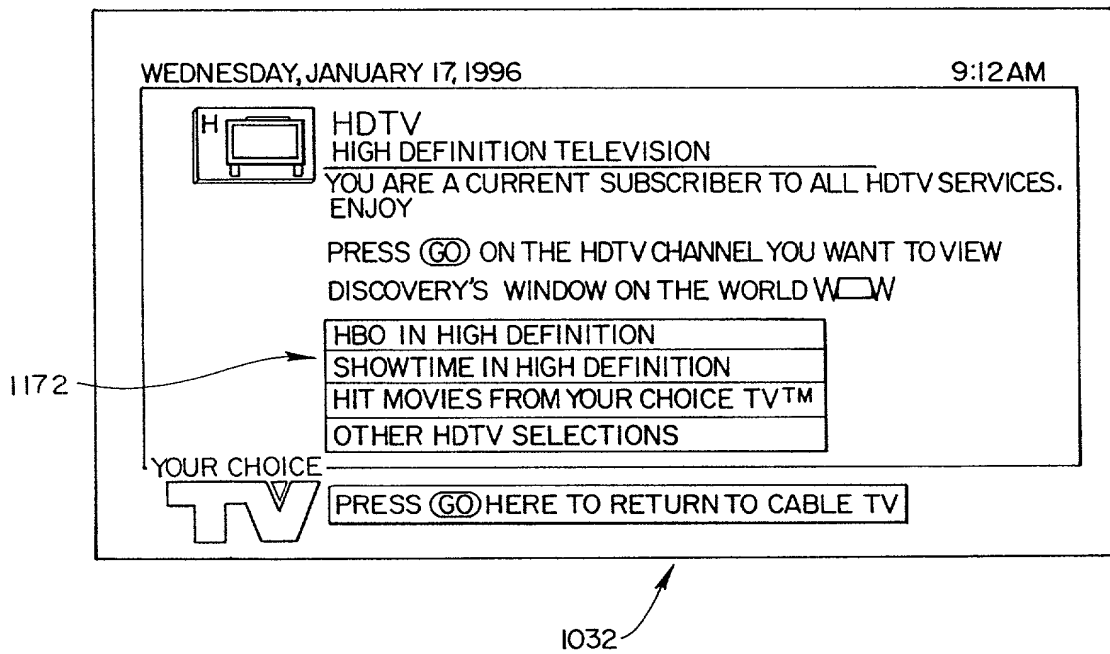 WEDNESDAY, JANUARY 17, 1996 9:12 AM
H
HDTV
HIGH DEFINITION TELEVISION
YOU ARE A CURRENT SUBSCRIBER TO ALL HDTV SERVICES.
ENJOY
PRESS GO ON THE HDTV CHANNEL YOU WANT TO VIEW
DISCOVERY'S WINDOW ON THE WORLD WOW
HBO IN HIGH DEFINITION
SHOWTIME IN HIGH DEFINITION
HIT MOVIES FROM YOUR CHOICE TV™
OTHER HDTV SELECTIONS
1172
YOUR CHOICE
TV
PRESS GO HERE TO RETURN TO CABLE TV
1032